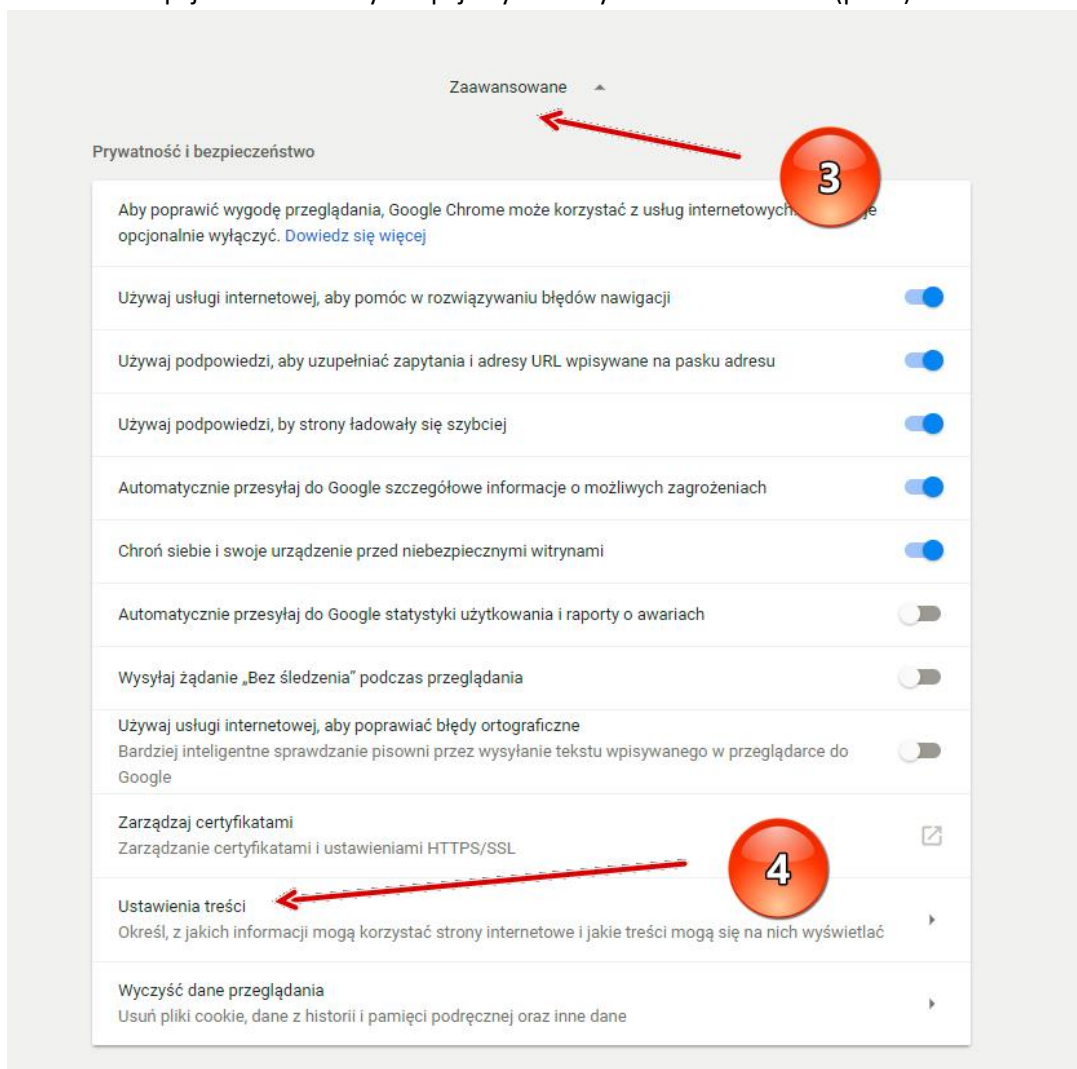 Zaawansowane
3
Prywatność i bezpieczeństwo
Aby poprawić wygodę przeglądania, Google Chrome może korzystać z usług internetowych.
opcjonalnie wyłączyć. Dowiedz się więcej
Używaj usługi internetowej, aby pomóc w rozwiązywaniu błędów nawigacji
Używaj podpowiedzi, aby uzupełniać zapytania i adresy URL wpisywane na pasku adresu
Używaj podpowiedzi, by strony ładowały się szybciej
Automatycznie przesyłaj do Google szczegółowe informacje o możliwych zagrożeniach
Chroń siebie i swoje urządzenie przed niebezpiecznymi witrynami
Automatycznie przesyłaj do Google statystyki użytkowania i raporty o awariach
Wysyłaj żądanie „Bez śledzenia” podczas przeglądania
Używaj usługi internetowej, aby poprawiać błędy ortograficzne
Bardziej inteligentne sprawdzanie pisowni przez wysyłanie tekstu wpisywanego w przeglądarce do
Google
Zarządzaj certyfikatami
Zarządzanie certyfikatami i ustawieniami HTTPS/SSL
4
Ustawienia treści
Określ, z jakich informacji mogą korzystać strony internetowe i jakie treści mogą się na nich wyświetlać
Wyczyść dane przeglądania
Usuń pliki cookie, dane z historii i pamięci podręcznej oraz inne dane